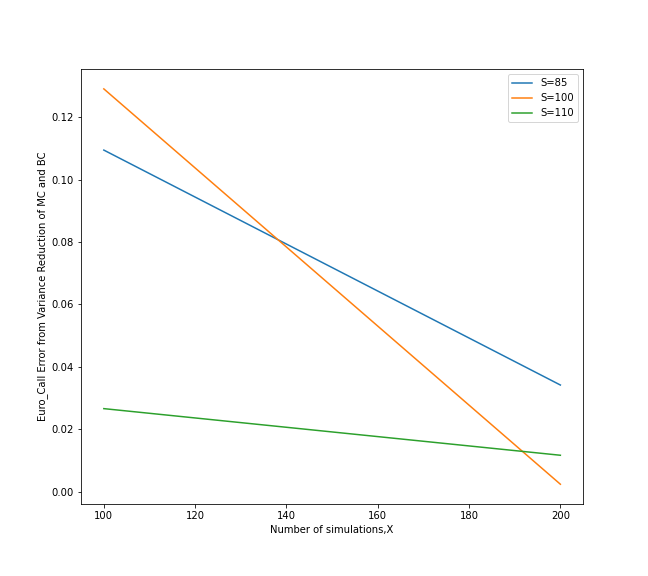 S=85
S=100
S=110
Euro_Call Error from Variance Reduction of MC and BC
0.12
0.10
0.08
0.06
0.04
0.02
0.00
100 120 140 160 180 200
Number of simulations,X